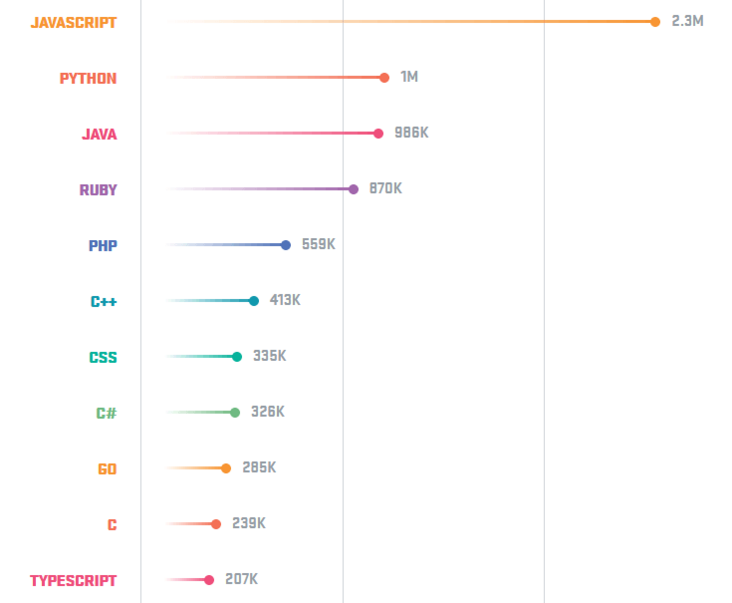 JAVASCRIPT 2.3M
PYTHON 1M
JAVA 986K
RUBY 870K
PHP 559K
C++ 413K
CSS 335K
C# 326K
GO 285K
C 239K
TYPESCRIPT 207K